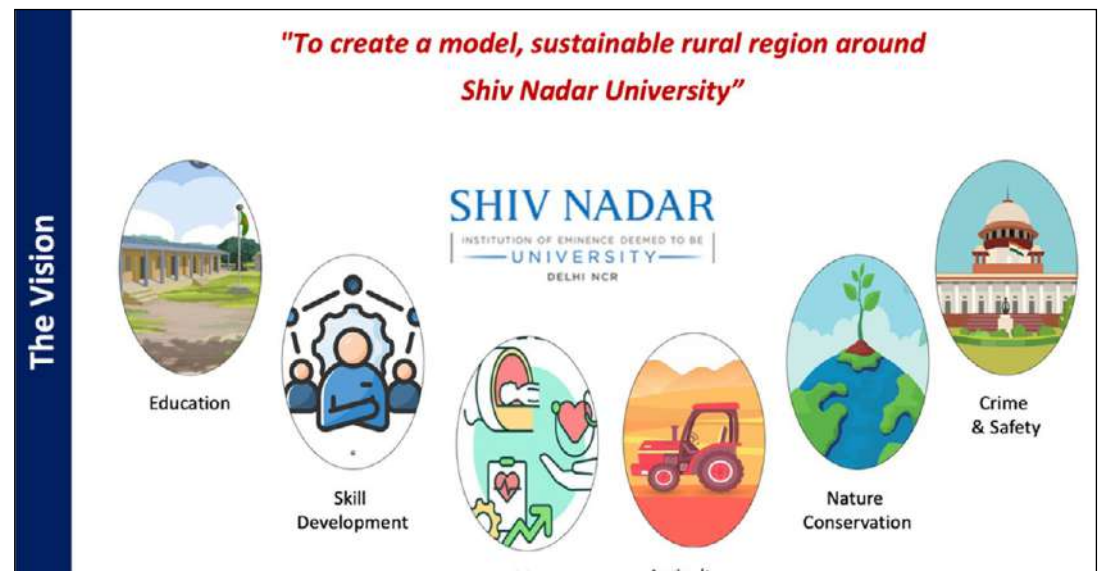 "To create a model, sustainable rural region around
Shiv Nadar University”
The Vision
SHIV NADAR
INSTITUTION OF EMINENCE DEEMED TO BE
UNIVERSITY
DELHI NCR
Education
Skill
Development
Nature
Conservation
Crime
& Safety